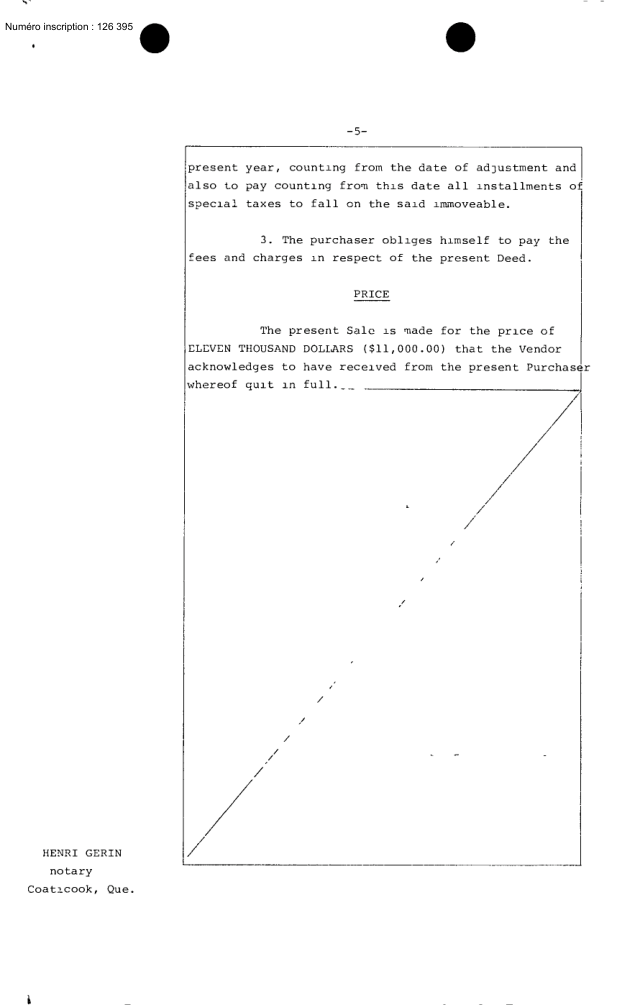 Numéro inscription : 126 395
-5-
present year, counting from the date of adjustment and
also to pay counting from this date all installments of
special taxes to fall on the said immoveable.
3. The purchaser obliges himself to pay the
fees and charges in respect of the present Deed.
PRICE
The present Sale is made for the price of
ELEVEN THOUSAND DOLLARS ($11,000.00) that the Vendor
acknowledges to have received from the present Purchaser
whereof quit in full.
HENRI GERIN
notary
Coaticook, Que.